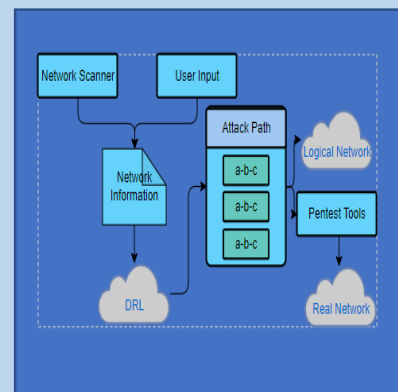 Network Scanner
User Input
Attack Path
Logical Network
Network
Information
a-b-c
a-b-c
a-b-c
Pentest Tools
DRL
Real Network